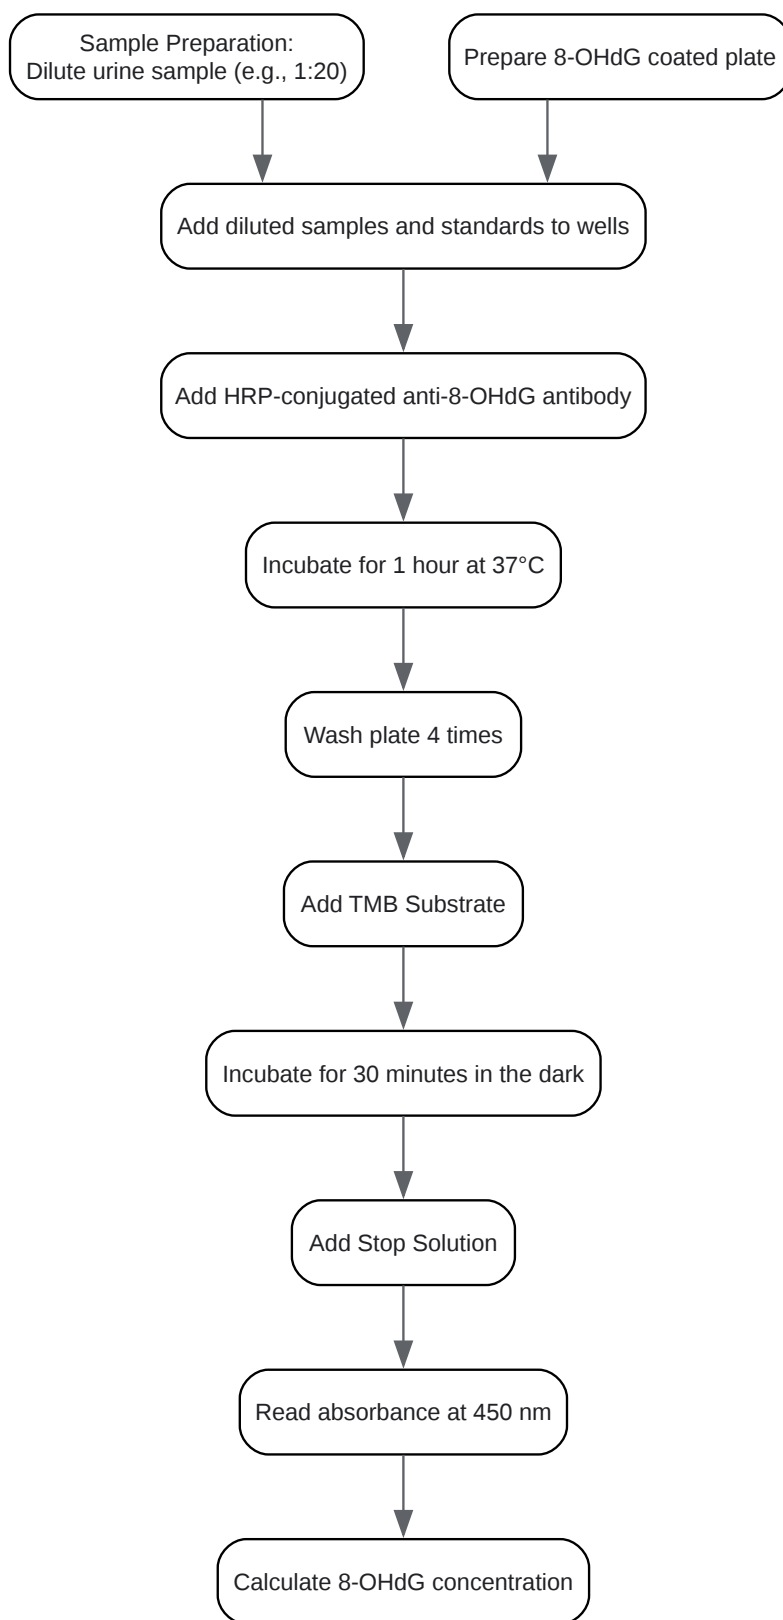 Sample Preparation:
Dilute urine sample (e.g., 1:20)
Prepare 8-OHdG coated plate
Add diluted samples and standards to wells
Add HRP-conjugated anti-8-OHdG antibody
Incubate for 1 hour at 37°C
Wash plate 4 times
Add TMB Substrate
Incubate for 30 minutes in the dark
Add Stop Solution
Read absorbance at 450 nm
Calculate 8-OHdG concentration